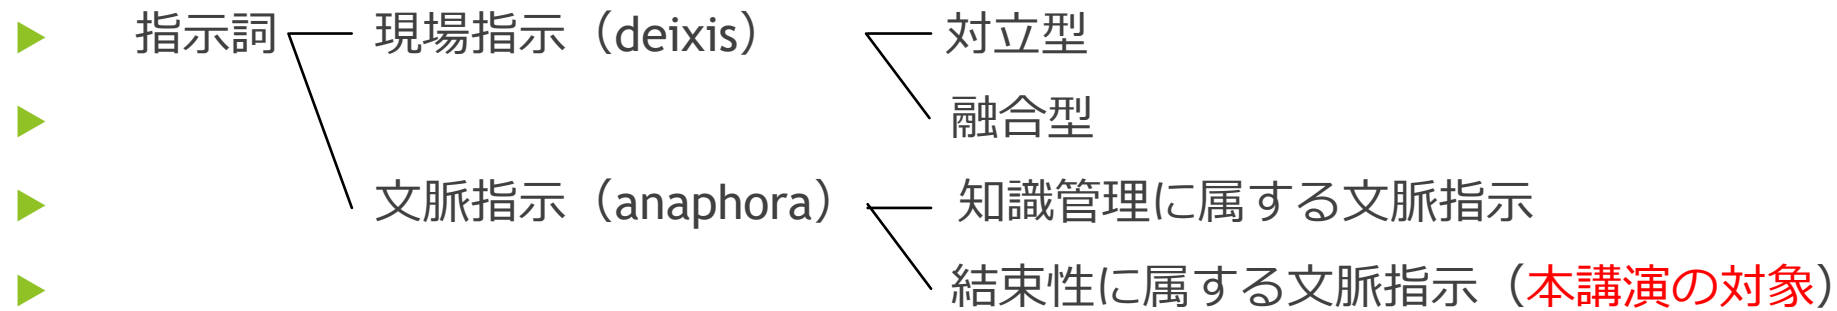 指示詞 現場指示（deixis） 対立型
融合型
文脈指示（anaphora） 知識管理に属する文脈指示
結束性に属する文脈指示（本講演の対象）